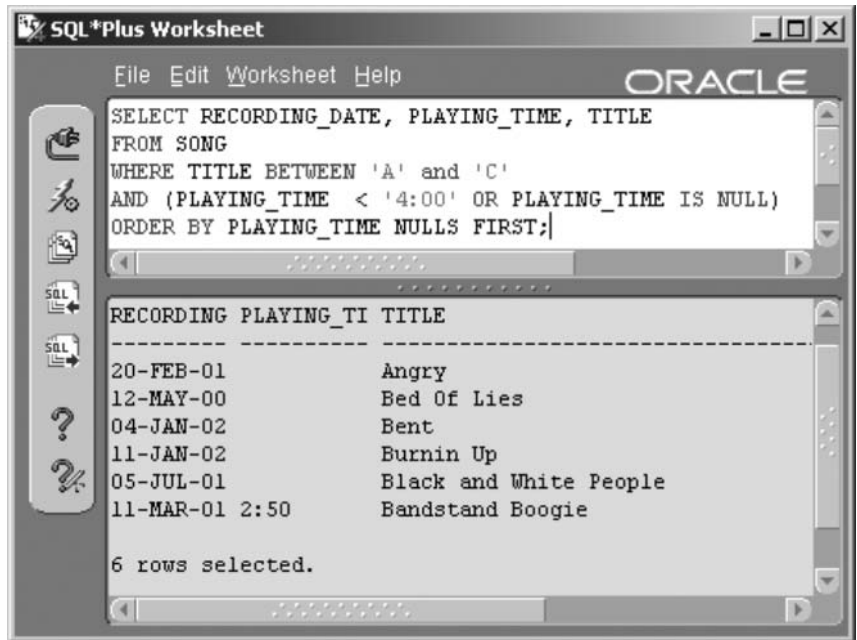 SQL*Plus Worksheet
File Edit Worksheet Help
ORACLE
SELECT RECORDING_DATE, PLAYING_TIME, TITLE
FROM SONG
WHERE TITLE BETWEEN 'A' and 'C'
AND (PLAYING_TIME < '4:00' OR PLAYING_TIME IS NULL)
ORDER BY PLAYING_TIME NULLS FIRST;
SQL
SQL
RECORDING PLAYING_TI TITLE
--------- ---------- -----------------------------------
20-FEB-01 Angry
12-MAY-00 Bed Of Lies
04-JAN-02 Bent
11-JAN-02 Burnin Up
05-JUL-01 Black and White People
11-MAR-01 2:50 Bandstand Boogie
6 rows selected.